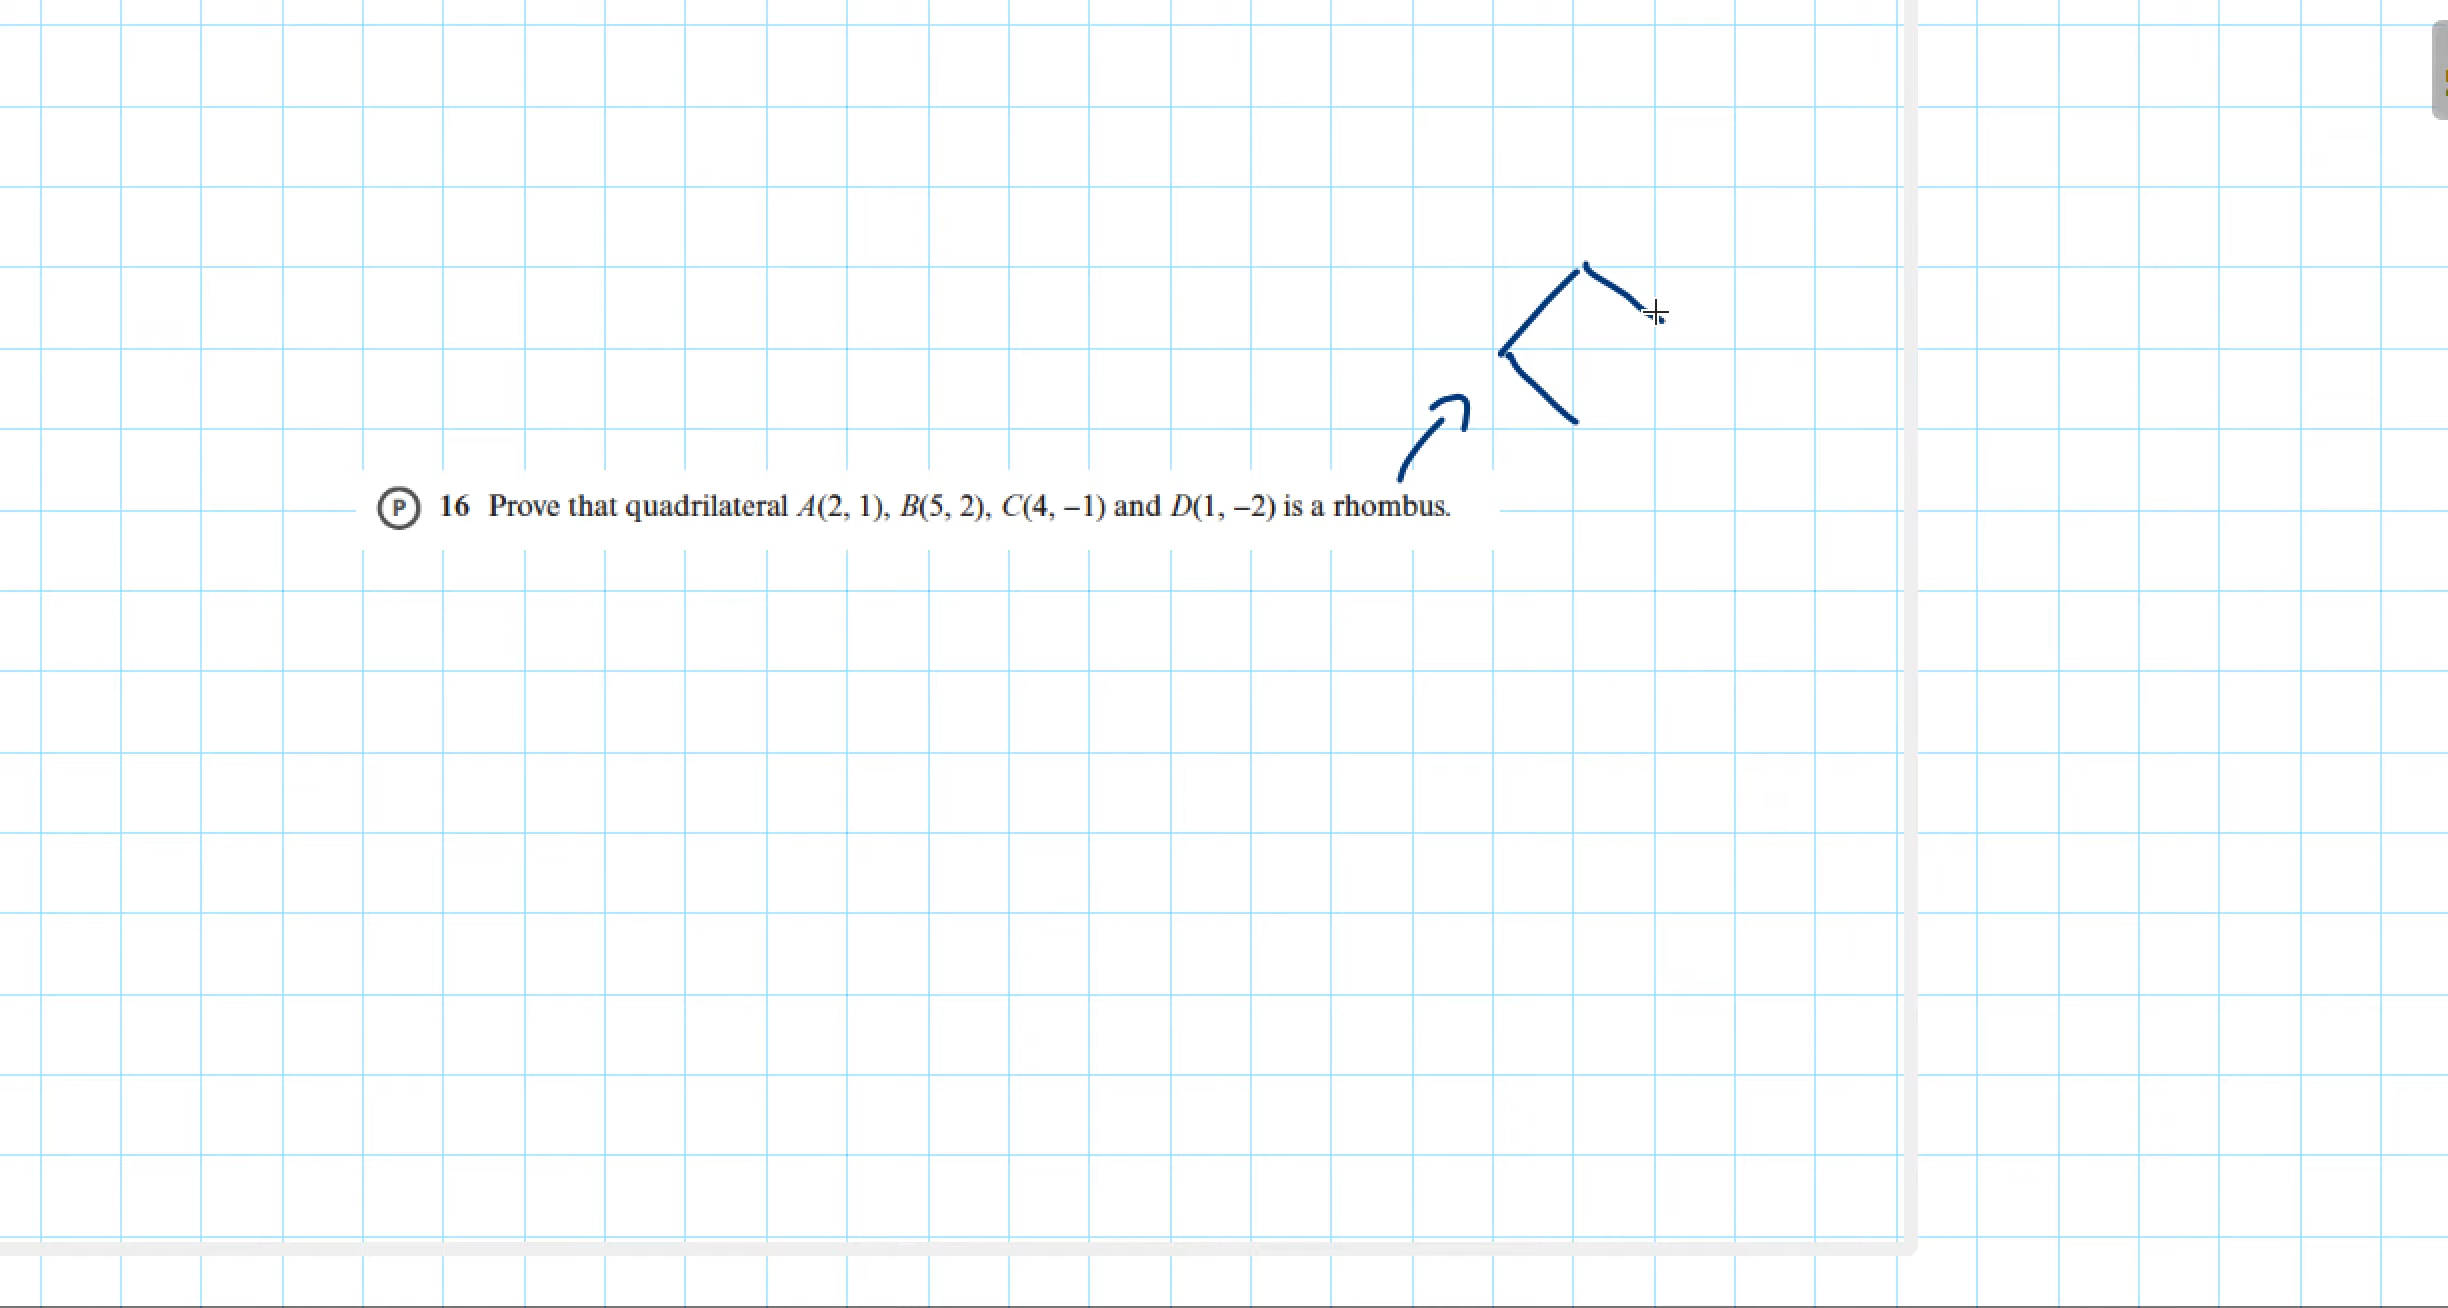 P 16 Prove that quadrilateral A(2, 1), B(5, 2), C(4, –1) and D(1, –2) is a rhombus.